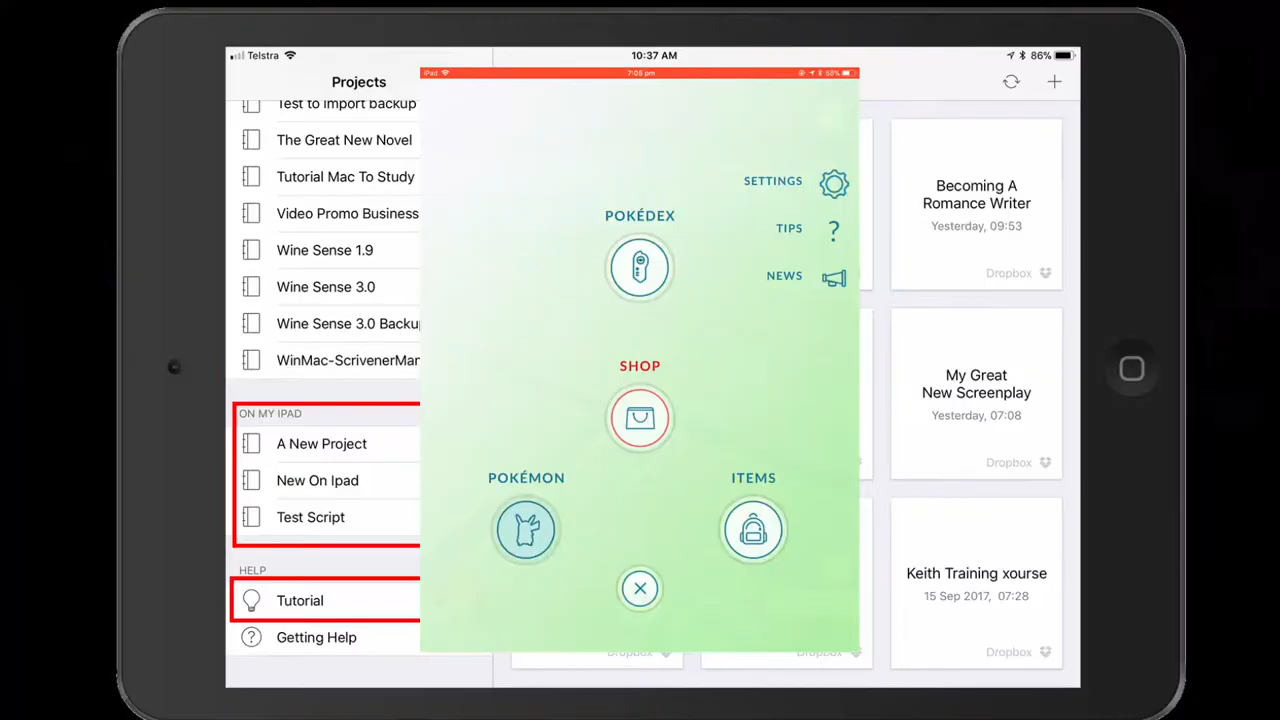 Telstra
10:37 AM
86%
Projects
Test to import backup
The Great New Novel
Tutorial Mac To Study
Video Promo Business
Wine Sense 1.9
Wine Sense 3.0
Wine Sense 3.0 Backu
WinMac-ScrivenerMan
ON MY IPAD
A New Project
New On Ipad
Test Script
HELP
Tutorial
Getting Help
iPad
7:05 pm
58%
SETTINGS
POKÉDEX
TIPS
NEWS
SHOP
POKÉMON
ITEMS
Becoming A
Romance Writer
Yesterday, 09:53
Dropbox
My Great
New Screenplay
Yesterday, 07:08
Dropbox
Keith Training xourse
15 Sep 2017, 07:28
Dropbox
Dropbox
Dropbox